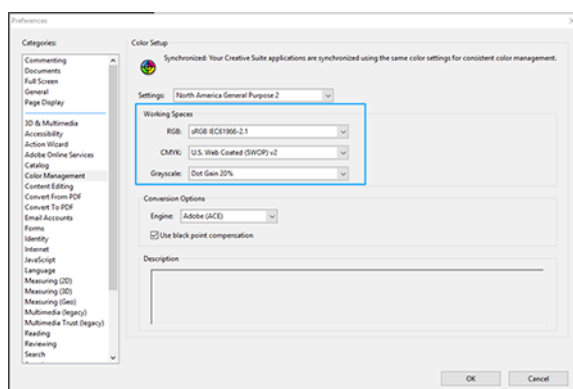 Preferences
Categories:
Commenting
Documents
Full Screen
General
Page Display
3D & Multimedia
Accessibility
Action Wizard
Adobe Online Services
Catalog
Color Management
Content Editing
Convert From PDF
Convert To PDF
Email Accounts
Forms
Identity
Internet
JavaScript
Language
Measuring (2D)
Measuring (3D)
Measuring (Geo)
Multimedia (legacy)
Multimedia Trust (legacy)
Reading
Reviewing
Search
Color Setup
Synchronized: Your Creative Suite applications are synchronized using the same color settings for consistent color management.
Settings: North America General Purpose 2
Working Spaces
RGB: sRGB IEC61966-2.1
CMYK: U.S. Web Coated (SWOP) v2
Grayscale: Dot Gain 20%
Conversion Options
Engine: Adobe (ACE)
Use black point compensation
Description
OK Cancel